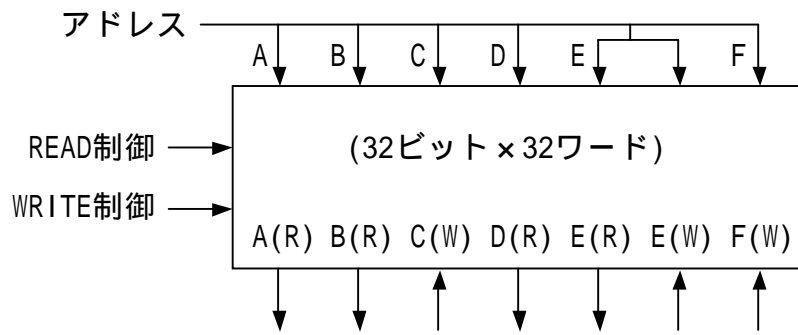 アドレス
A B C D E F
READ制御
(32ビット×32ワード)
WRITE制御
A(R) B(R) C(W) D(R) E(R) E(W) F(W)